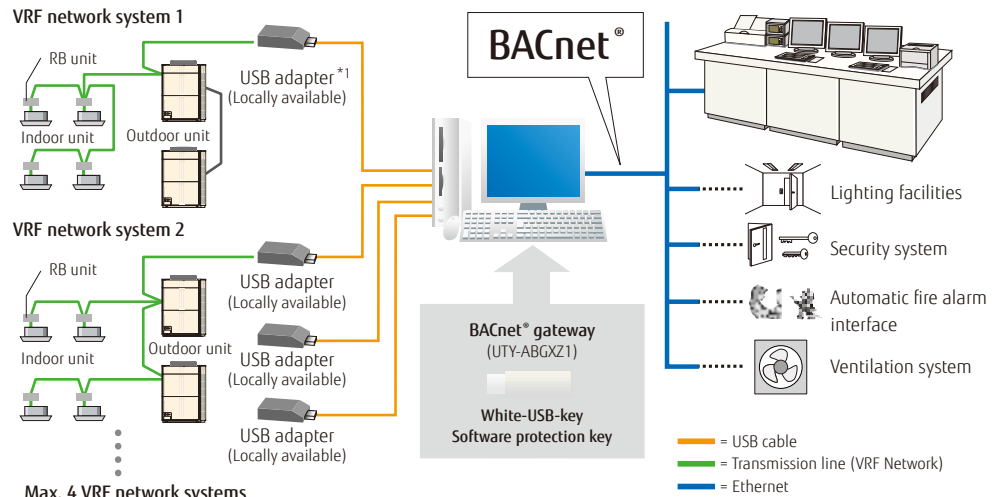 VRF network system 1
RB unit
Indoor unit
Outdoor unit
USB adapter *1
(Locally available)
VRF network system 2
RB unit
Indoor unit
Outdoor unit
USB adapter
(Locally available)
USB adapter
(Locally available)
USB adapter
(Locally available)
Max. 4 VRF network systems
BACnet®
BACnet® gateway
(UTY-ABGXZ1)
White-USB-key
Software protection key
Lighting facilities
Security system
Automatic fire alarm
interface
Ventilation system
= USB cable
= Transmission line (VRF Network)
= Ethernet